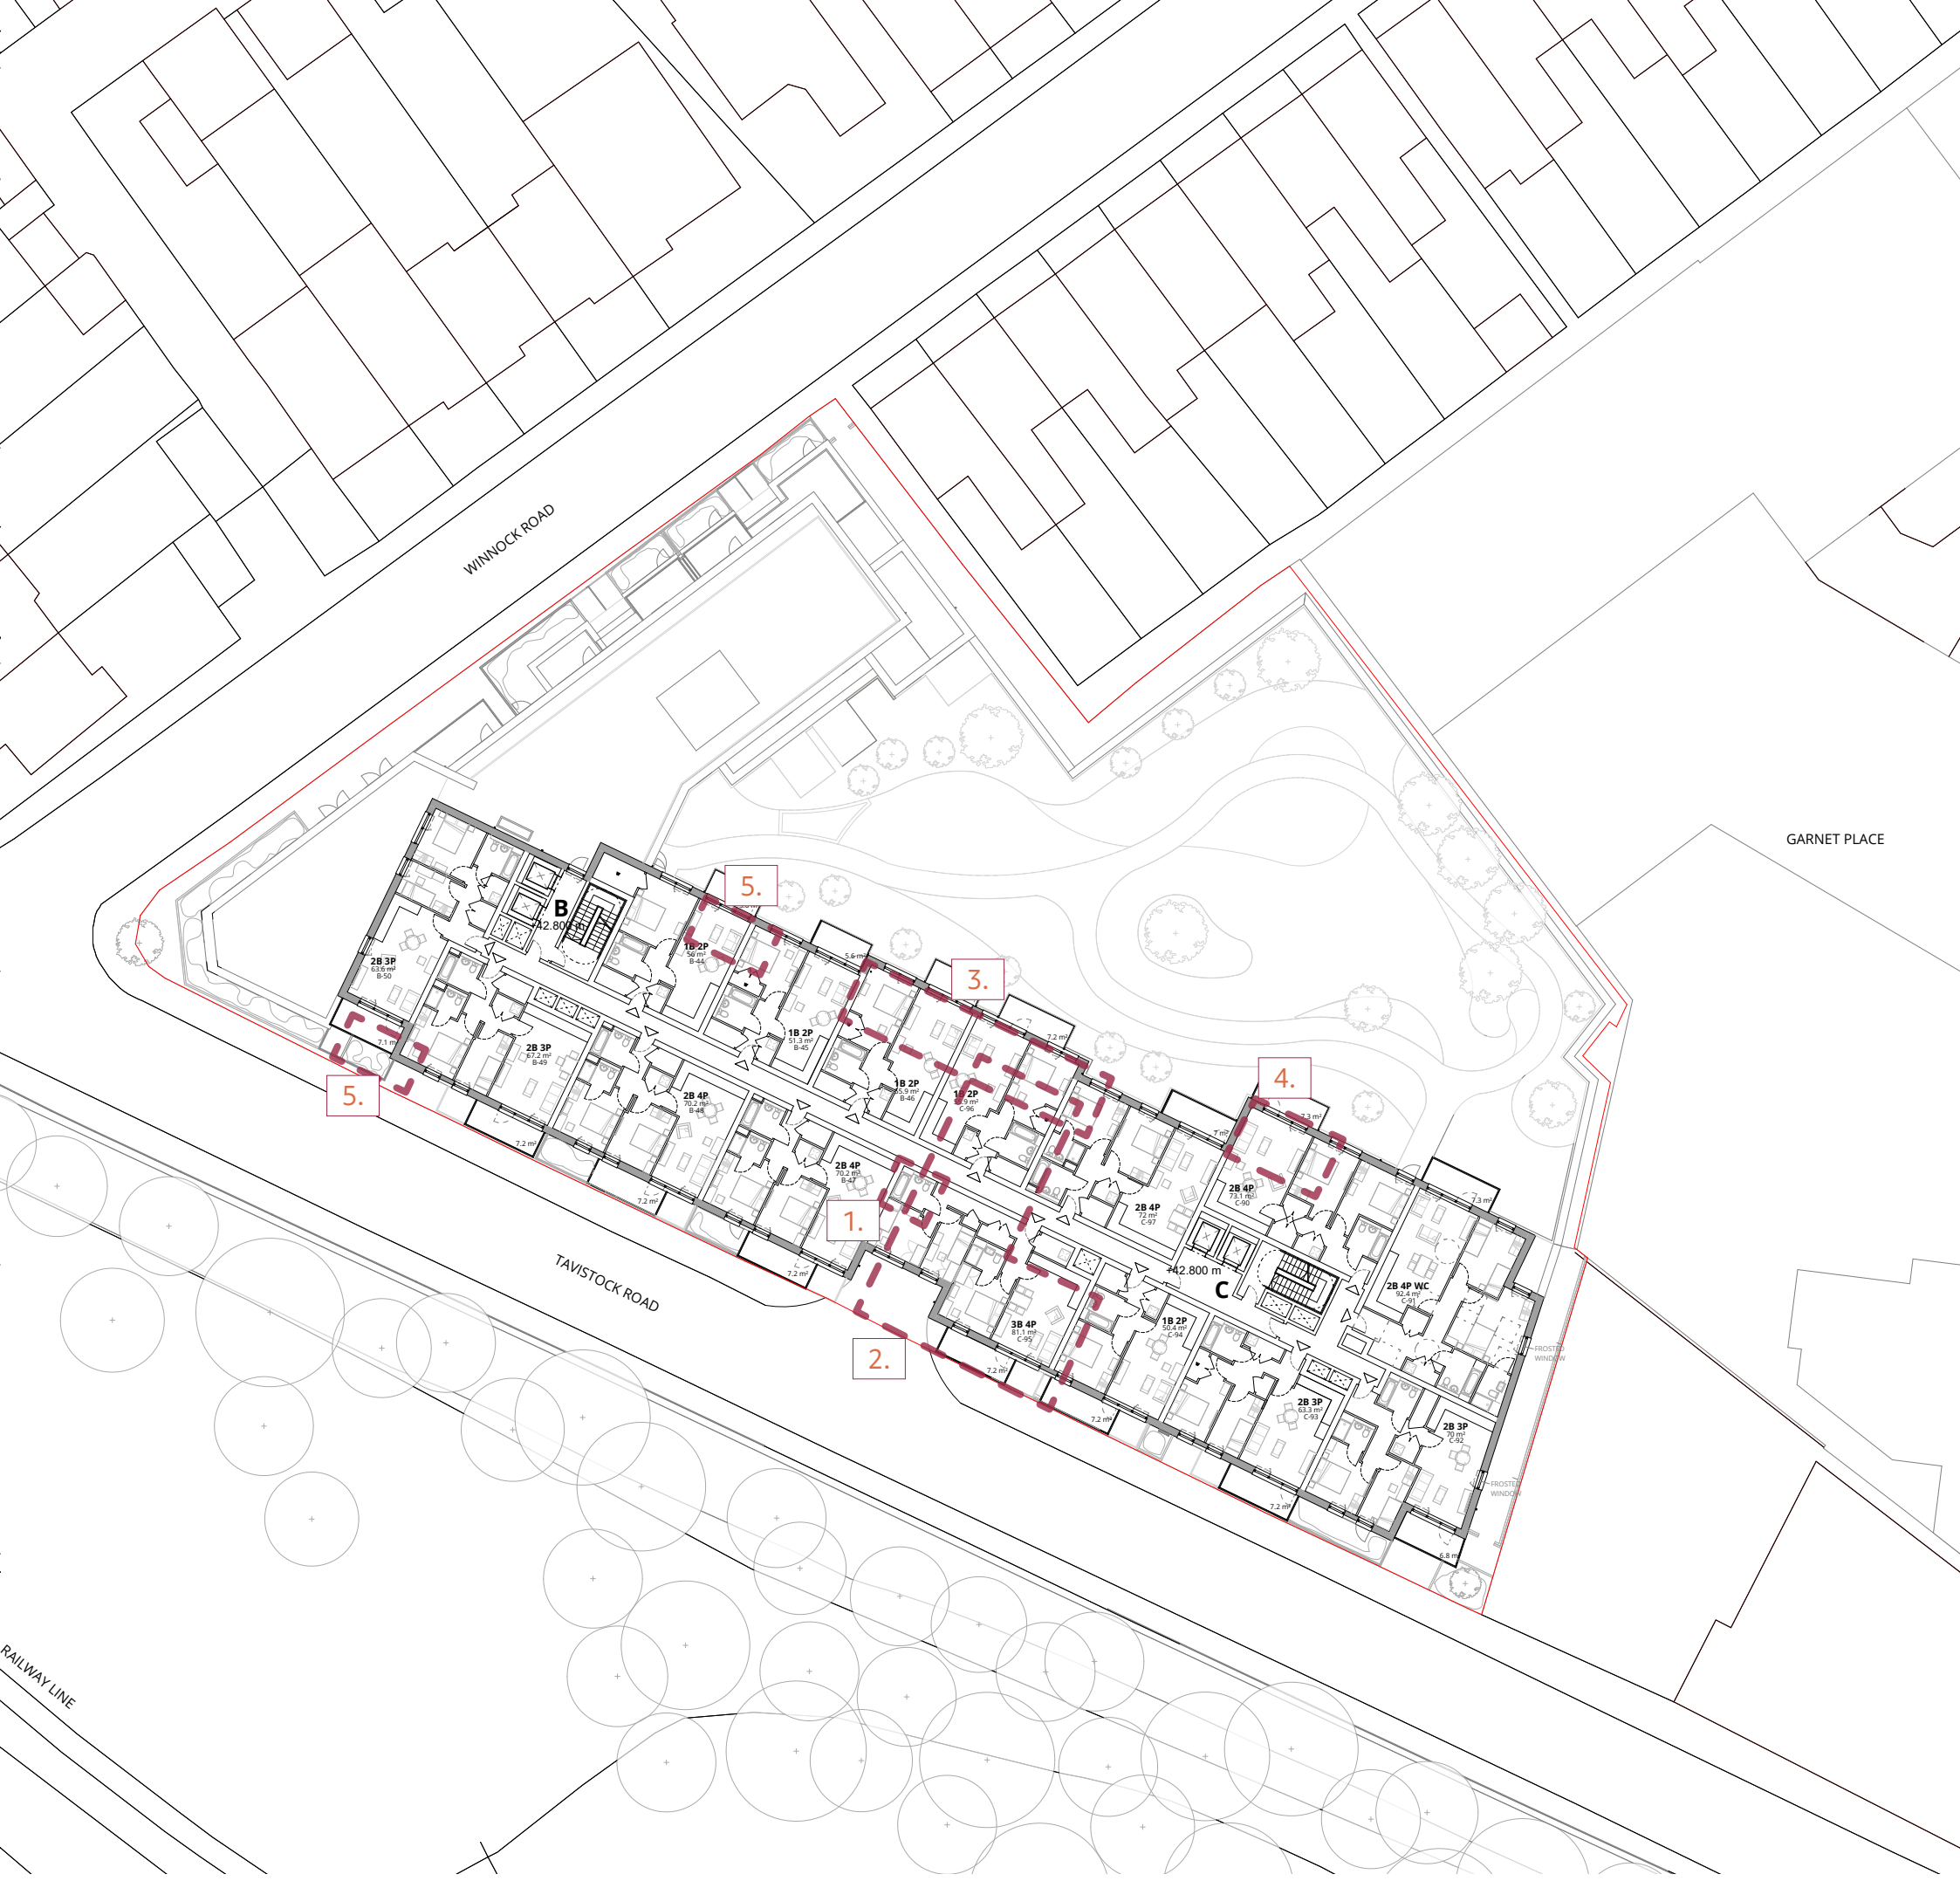 WINNOCK ROAD
GARNET PLACE
5.
B
+42.800 m
1B 2P
56 m²
B-44
2B 3P
63.6 m²
B-50
5.6 m²
3.
7.2 m²
7.1 m
1B 2P
51.3 m²
B-45
2B 3P
67.2 m²
B-49
5.
1B 2P
B-46
1B 2P
C-96
4.
7.3 m²
2B 4P
70.2 m²
B-48
7 m²
7.2 m²
2B 4P
70.2 m²
B-47
2B 4P
73.1 m²
C-90
7.3 m²
7.2 m²
1.
2B 4P
72 m²
C-97
7.2 m²
TAVISTOCK ROAD
+42.800 m
C
2B 4P WC
92.4 m²
C-91
2.
3B 4P
81.1 m²
C-95
1B 2P
50.4 m²
C-94
FROSTED
WINDOW
7.2 m²
7.2 m²
2B 3P
63.3 m²
C-93
2B 3P
70 m²
C-92
FROSTED
WINDOW
7.2 m²
6.8 m
RAILWAY LINE